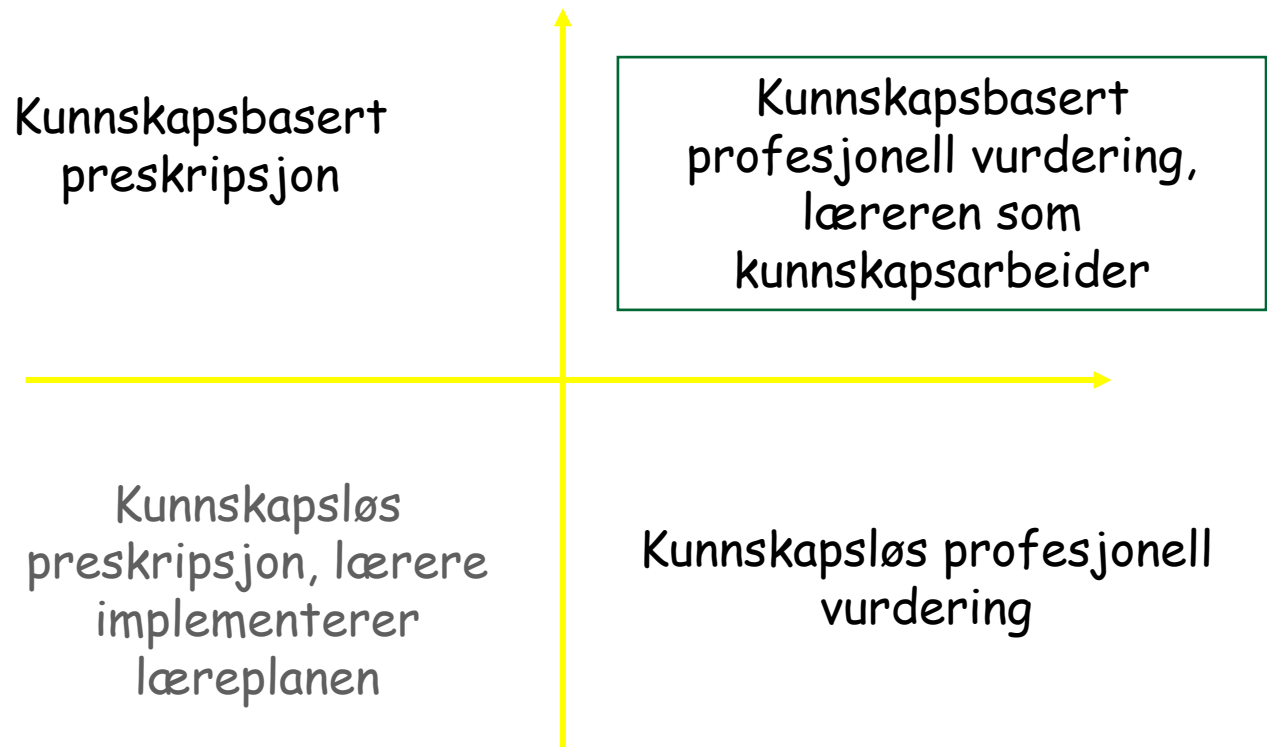 Kunnskapsbasert
preskripsjon
Kunnskapsbasert
profesjonell vurdering,
læreren som
kunnskapsarbeider
Kunnskapsløs
preskripsjon, lærere
implementerer
læreplanen
Kunnskapsløs profesjonell
vurdering